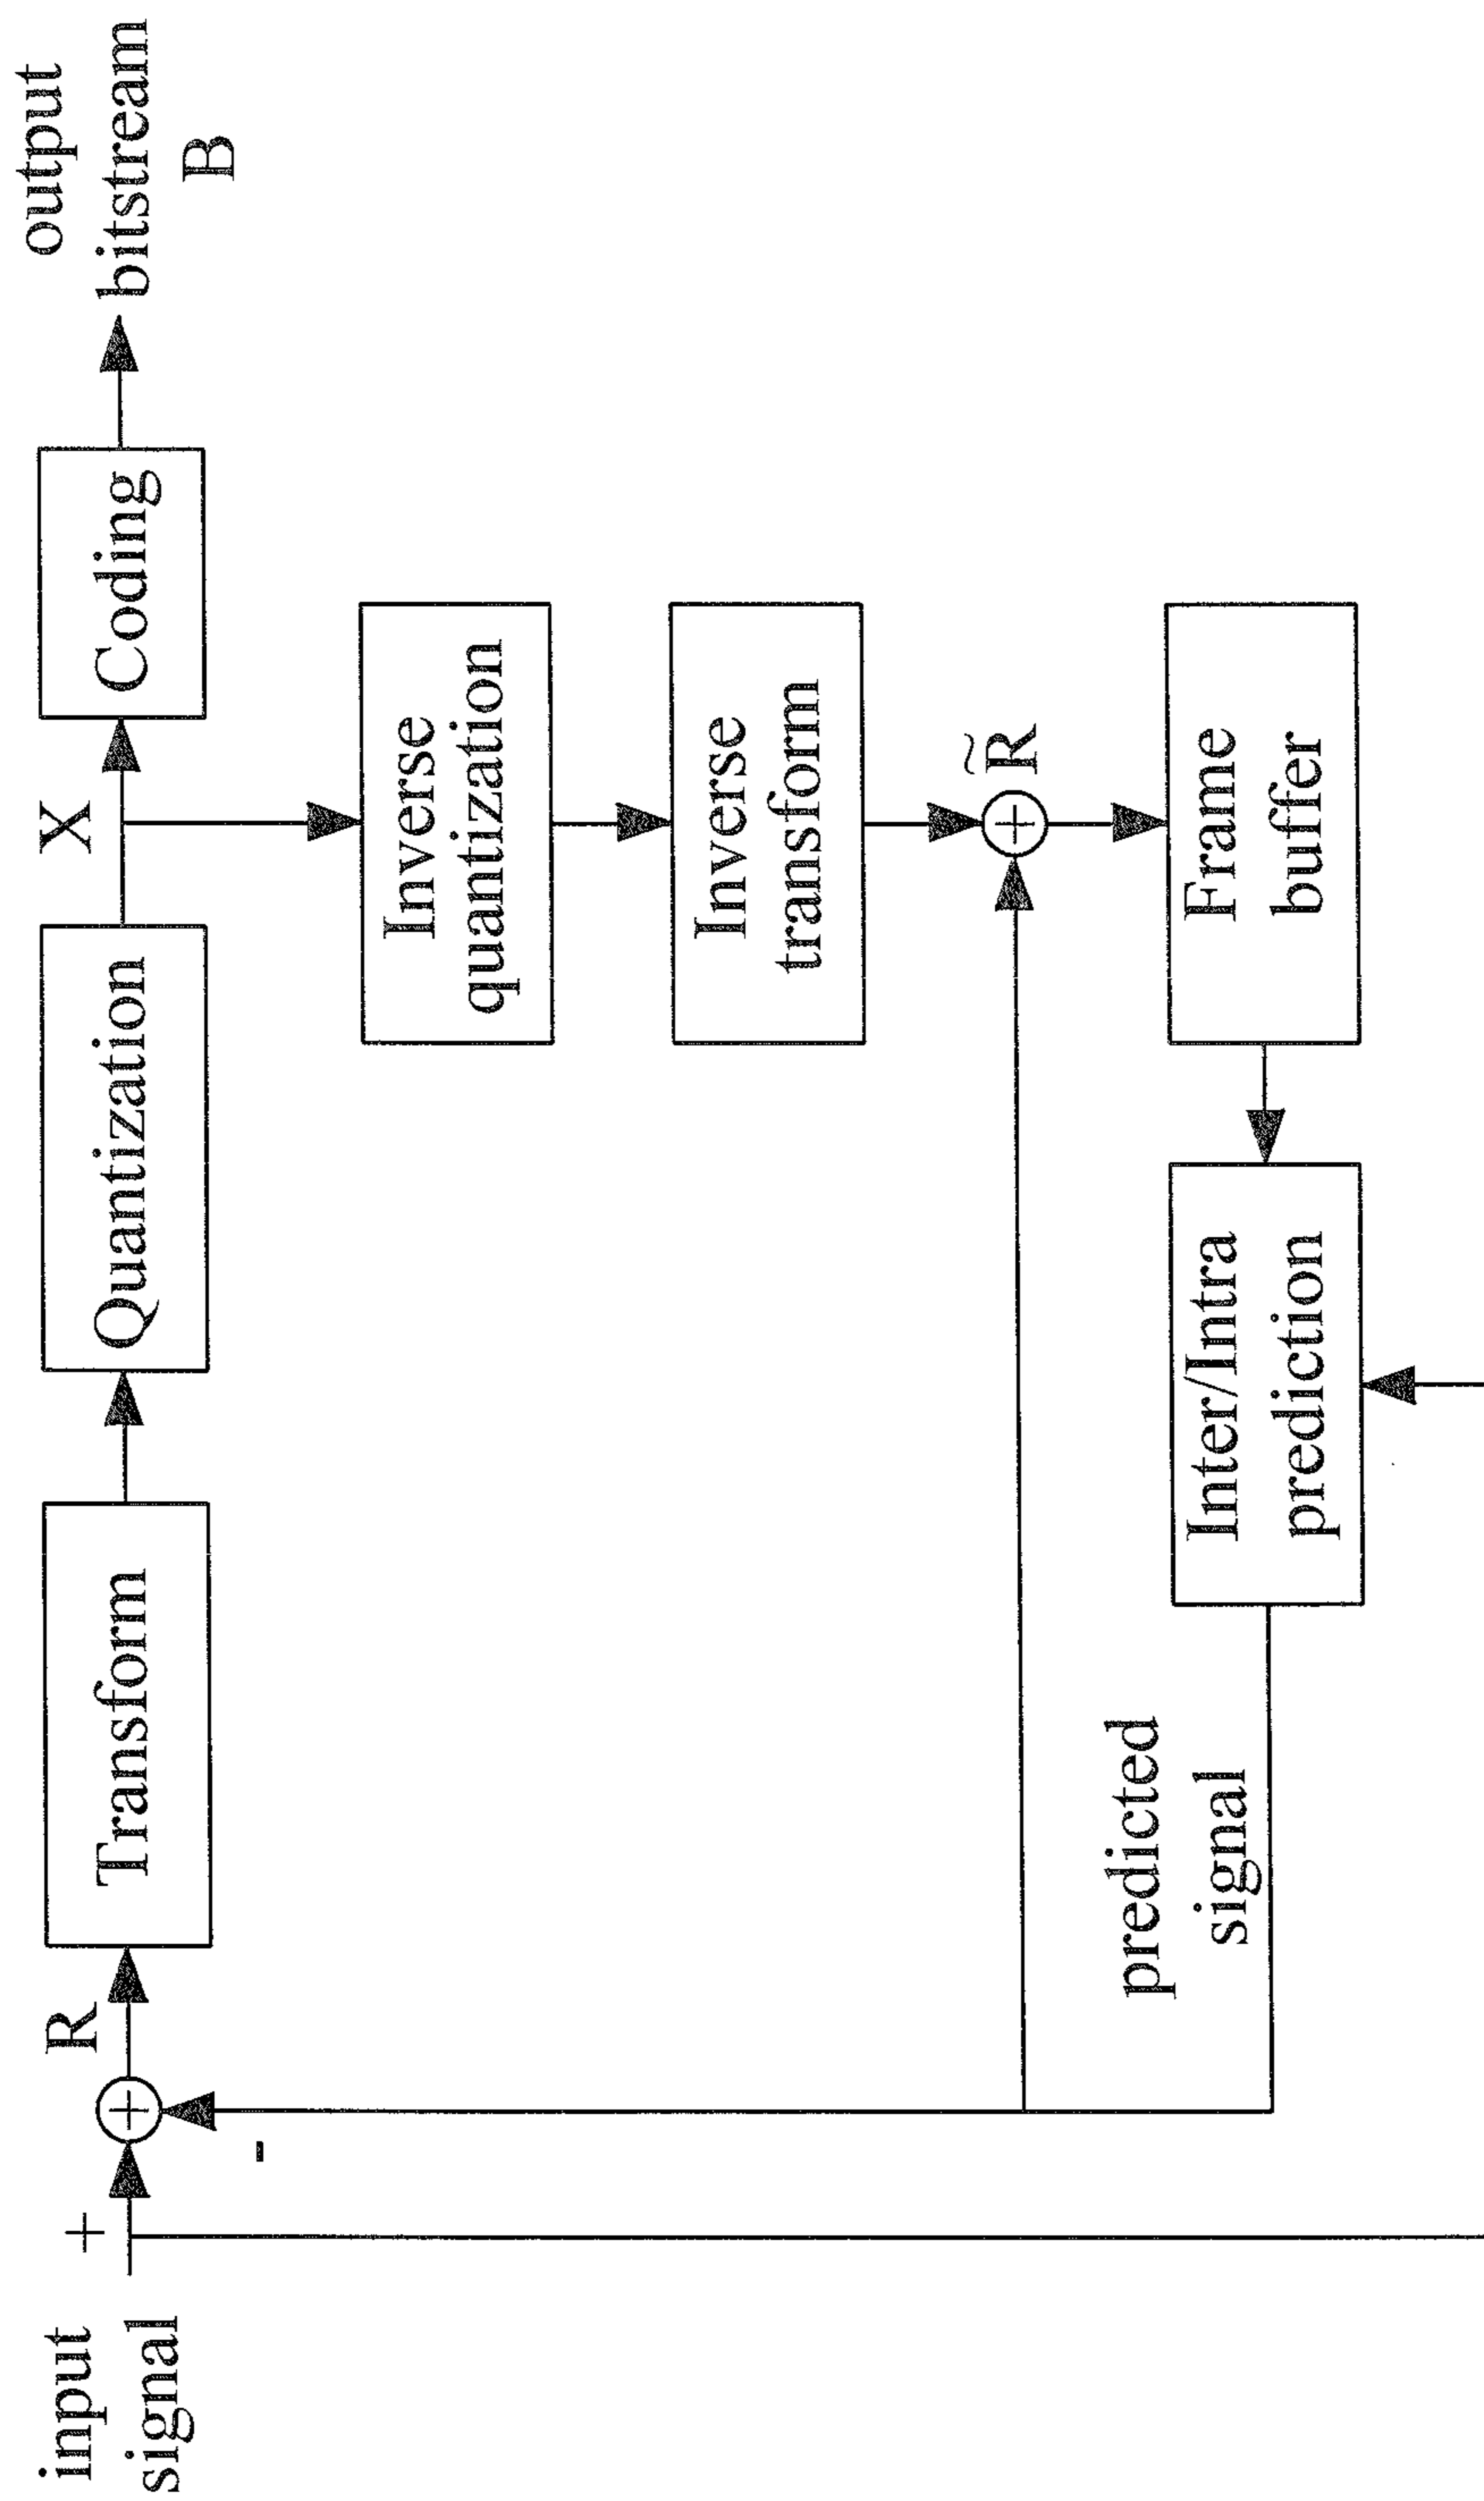 input
signal
+
-
R
Transform
Quantization
X
Coding
output
bitstream
B
Inverse
quantization
Inverse
transform
R̃
Frame
buffer
Inter/Intra
prediction
predicted
signal